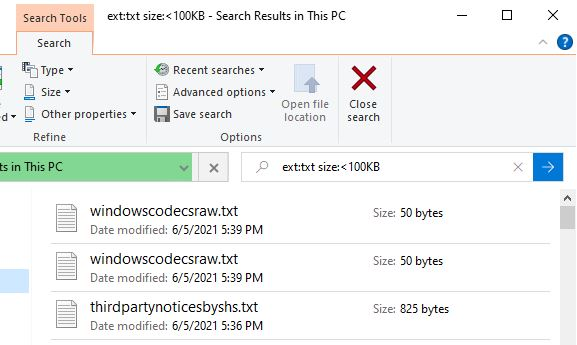 Search Tools
ext:txt size:<100KB - Search Results in This PC
Search
Type
Size
Other properties
Refine
Recent searches
Advanced options
Save search
Open file
location
Options
Close
search
ts in This PC
ext:txt size:<100KB
windowscodecsraw.txt
Size: 50 bytes
Date modified: 6/5/2021 5:39 PM
windowscodecsraw.txt
Size: 50 bytes
Date modified: 6/5/2021 5:39 PM
thirdpartynoticesbyshs.txt
Size: 825 bytes
Date modified: 6/5/2021 5:36 PM